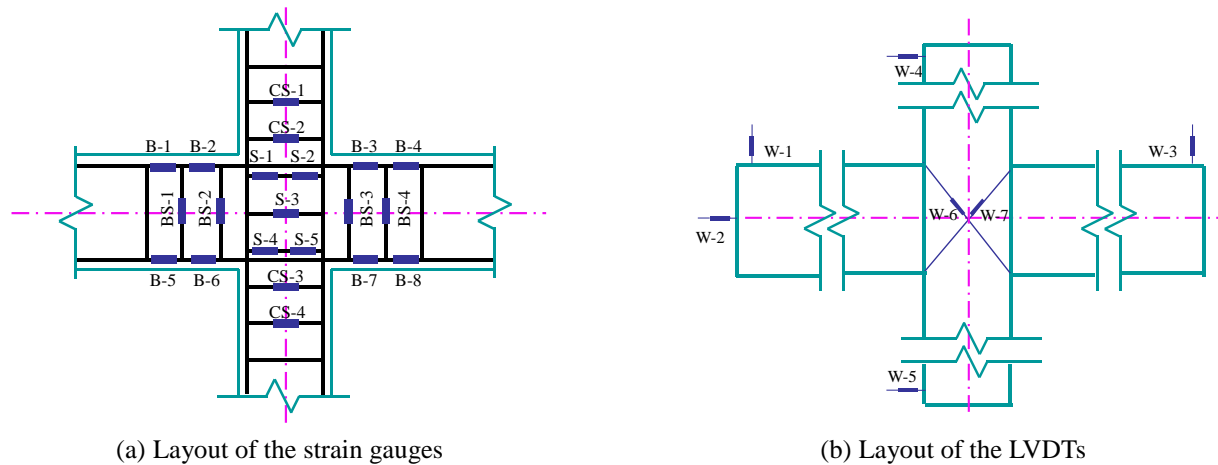 CS-1
CS-2
B-1 B-2 B-3 B-4
S-1 S-2
BS-1 BS-2 S-3 BS-3 BS-4
S-4 S-5
B-5 B-6 B-7 B-8
CS-3
CS-4
(a) Layout of the strain gauges
W-4
W-1 W-3
W-2 W-6 W-7
W-5
(b) Layout of the LVDTs